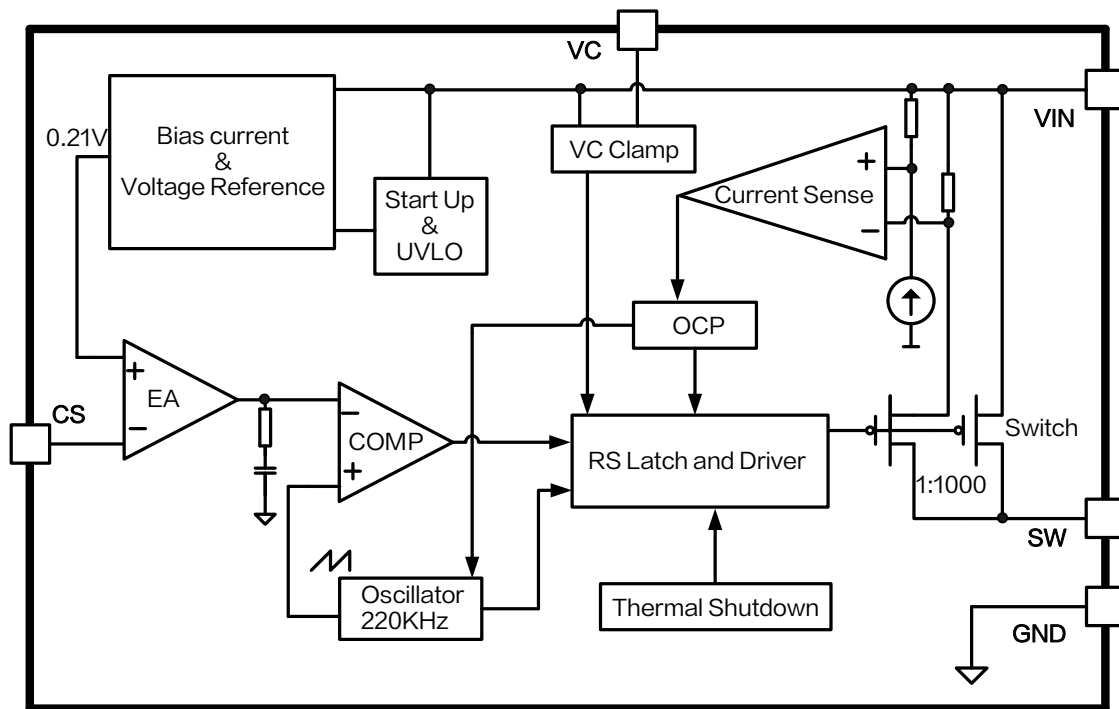 VC
VIN
0.21V
Bias current
&
Voltage Reference
VC Clamp
Start Up
&
UVLO
+
Current Sense
−
OCP
+
EA
−
CS
−
COMP
+
RS Latch and Driver
Switch
1:1000
SW
Oscillator
220KHz
Thermal Shutdown
GND